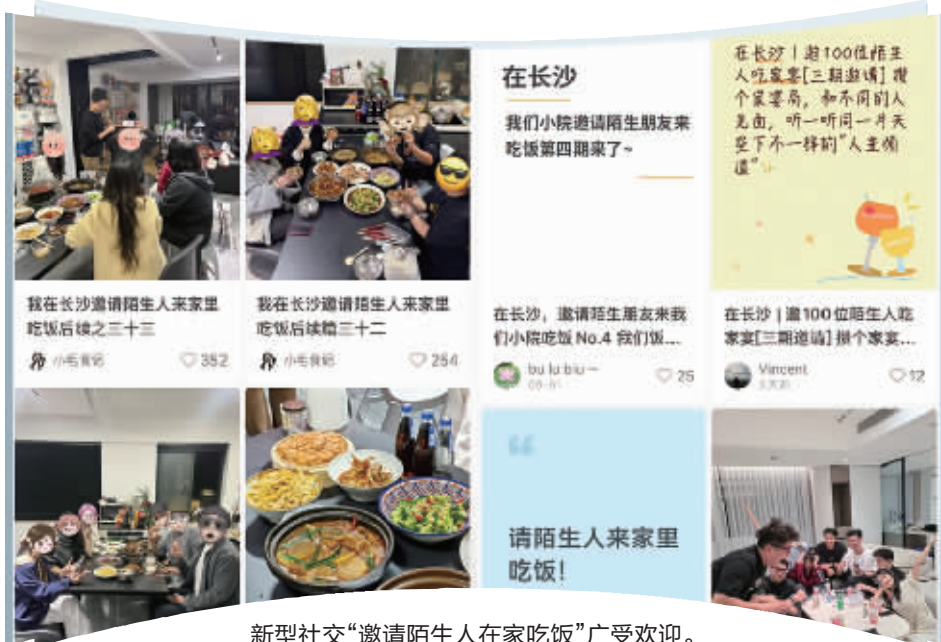 在长沙
我们小院邀请陌生朋友来
吃饭第四期来了~
在长沙 | 邀100位陌生
人吃家宴[三期邀请] 攒
个家宴局，和不同的人
见面，听一听同一片天
空下不一样的“人生频
道”
我在长沙邀请陌生人来家里
吃饭后续之三十三
小毛食记
352
我在长沙邀请陌生人来家里
吃饭后续篇三十二
小毛食记
254
在长沙，邀请陌生朋友来我
们小院吃饭 No.4 我们饭...
bu lu biu~
25
在长沙 | 邀100位陌生人吃
家宴[三期邀请] 攒个家宴...
Vincent
12
请陌生人来家里
吃饭！
新型社交“邀请陌生人在家吃饭”广受欢迎。